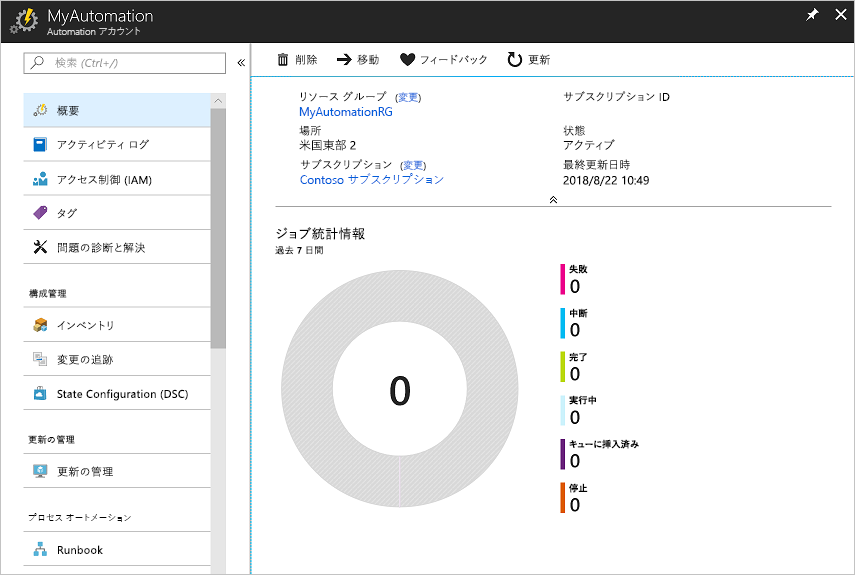 MyAutomation
Automation アカウント
検索 (Ctrl+/)
概要
アクティビティ ログ
アクセス制御 (IAM)
タグ
問題の診断と解決
構成管理
インベントリ
変更の追跡
State Configuration (DSC)
更新の管理
更新の管理
プロセス オートメーション
Runbook
削除 移動 フィードバック 更新
リソース グループ (変更)
MyAutomationRG
場所
米国東部 2
サブスクリプション (変更)
Contoso サブスクリプション
サブスクリプション ID
状態
アクティブ
最終更新日時
2018/8/22 10:49
ジョブ統計情報
過去 7 日間
0
失敗
0
中断
0
完了
0
実行中
0
キューに挿入済み
0
停止
0